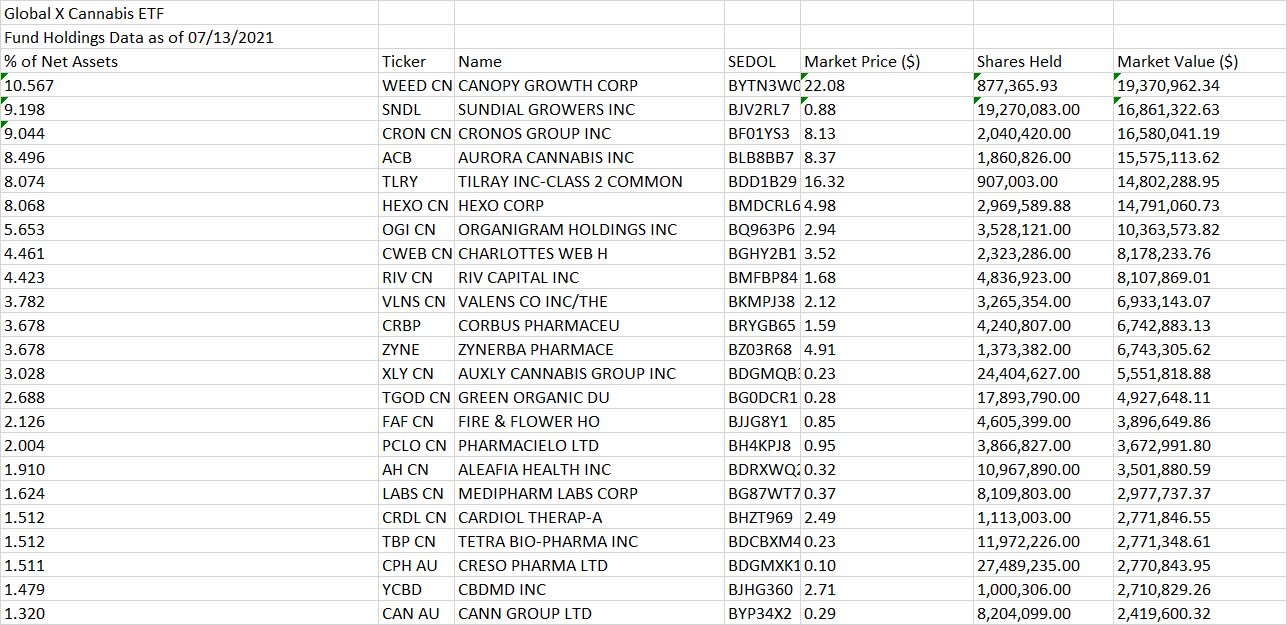 Global X Cannabis ETF
Fund Holdings Data as of 07/13/2021
% of Net Assets Ticker Name SEDOL Market Price ($) Shares Held Market Value ($)
10.567 WEED CN CANOPY GROWTH CORP BYTN3W0 22.08 877,365.93 19,370,962.34
9.198 SNDL SUNDIAL GROWERS INC BJV2RL7 0.88 19,270,083.00 16,861,322.63
9.044 CRON CN CRONOS GROUP INC BF01YS3 8.13 2,040,420.00 16,580,041.19
8.496 ACB AURORA CANNABIS INC BLB8BB7 8.37 1,860,826.00 15,575,113.62
8.074 TLRY TILRAY INC-CLASS 2 COMMON BDD1B29 16.32 907,003.00 14,802,288.95
8.068 HEXO CN HEXO CORP BMDCRL6 4.98 2,969,589.88 14,791,060.73
5.653 OGI CN ORGANIGRAM HOLDINGS INC BQ963P6 2.94 3,528,121.00 10,363,573.82
4.461 CWEB CN CHARLOTTES WEB H BGHY2B1 3.52 2,323,286.00 8,178,233.76
4.423 RIV CN RIV CAPITAL INC BMFBP84 1.68 4,836,923.00 8,107,869.01
3.782 VLNS CN VALENS CO INC/THE BKMPJ38 2.12 3,265,354.00 6,933,143.07
3.678 CRBP CORBUS PHARMACEU BRYGB65 1.59 4,240,807.00 6,742,883.13
3.678 ZYNE ZYNERBA PHARMACE BZ03R68 4.91 1,373,382.00 6,743,305.62
3.028 XLY CN AUXLY CANNABIS GROUP INC BDGMQB3 0.23 24,404,627.00 5,551,818.88
2.688 TGOD CN GREEN ORGANIC DU BG0DCR1 0.28 17,893,790.00 4,927,648.11
2.126 FAF CN FIRE & FLOWER HO BJJG8Y1 0.85 4,605,399.00 3,896,649.86
2.004 PCLO CN PHARMACIELO LTD BH4KPJ8 0.95 3,866,827.00 3,672,991.80
1.910 AH CN ALEAFIA HEALTH INC BDRXWQ2 0.32 10,967,890.00 3,501,880.59
1.624 LABS CN MEDIPHARM LABS CORP BG87WT7 0.37 8,109,803.00 2,977,737.37
1.512 CRDL CN CARDIOL THERAP-A BHZT969 2.49 1,113,003.00 2,771,846.55
1.512 TBP CN TETRA BIO-PHARMA INC BDCBXM4 0.23 11,972,226.00 2,771,348.61
1.511 CPH AU CRESO PHARMA LTD BDGMXK1 0.10 27,489,235.00 2,770,843.95
1.479 YCBD CBDMD INC BJHG360 2.71 1,000,306.00 2,710,829.26
1.320 CAN AU CANN GROUP LTD BYP34X2 0.29 8,204,099.00 2,419,600.32